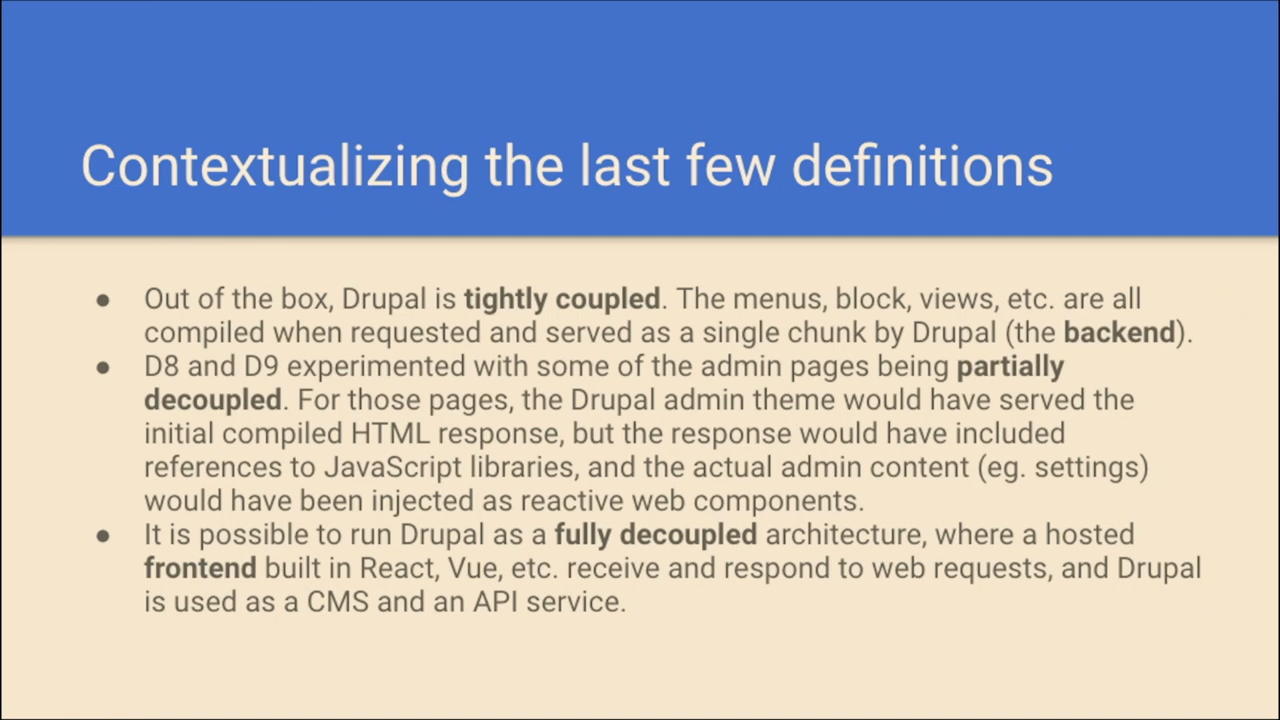 Contextualizing the last few definitions
● Out of the box, Drupal is tightly coupled. The menus, block, views, etc. are all
compiled when requested and served as a single chunk by Drupal (the backend).
● D8 and D9 experimented with some of the admin pages being partially
decoupled. For those pages, the Drupal admin theme would have served the
initial compiled HTML response, but the response would have included
references to JavaScript libraries, and the actual admin content (eg. settings)
would have been injected as reactive web components.
● It is possible to run Drupal as a fully decoupled architecture, where a hosted
frontend built in React, Vue, etc. receive and respond to web requests, and Drupal
is used as a CMS and an API service.